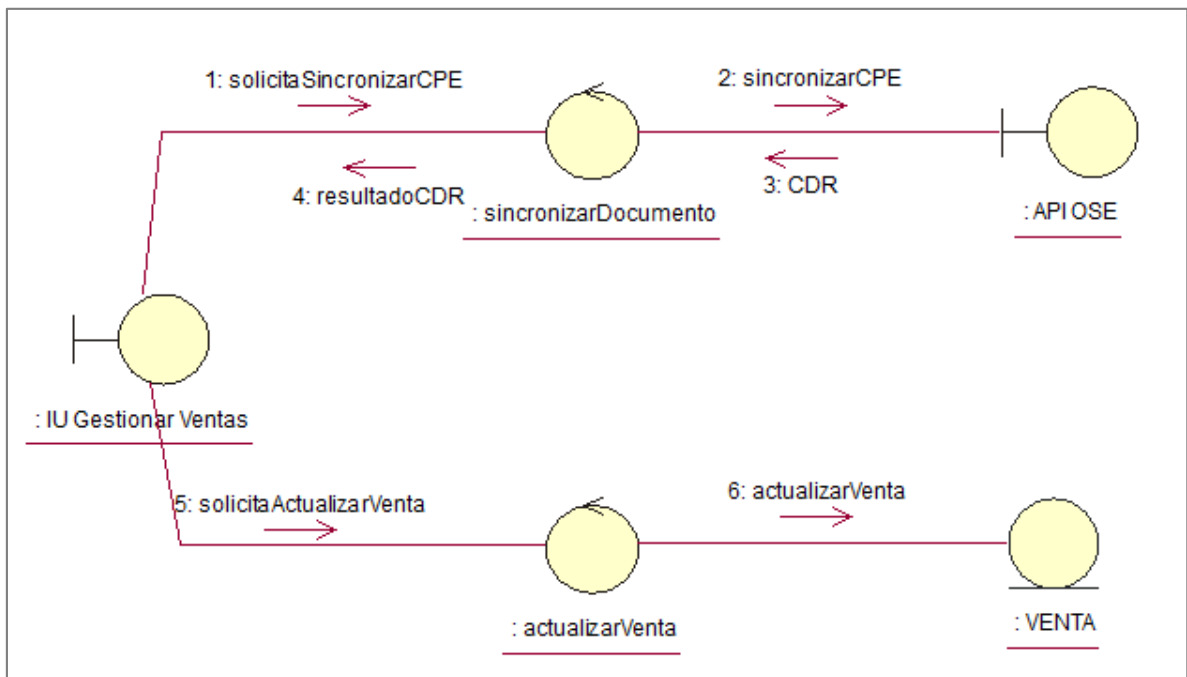 1: solicitaSincronizarCPE
2: sincronizarCPE
4: resultadoCDR
3: CDR
: sincronizarDocumento
: API OSE
: IU Gestionar Ventas
5: solicitaActualizarVenta
6: actualizarVenta
: actualizarVenta
: VENTA